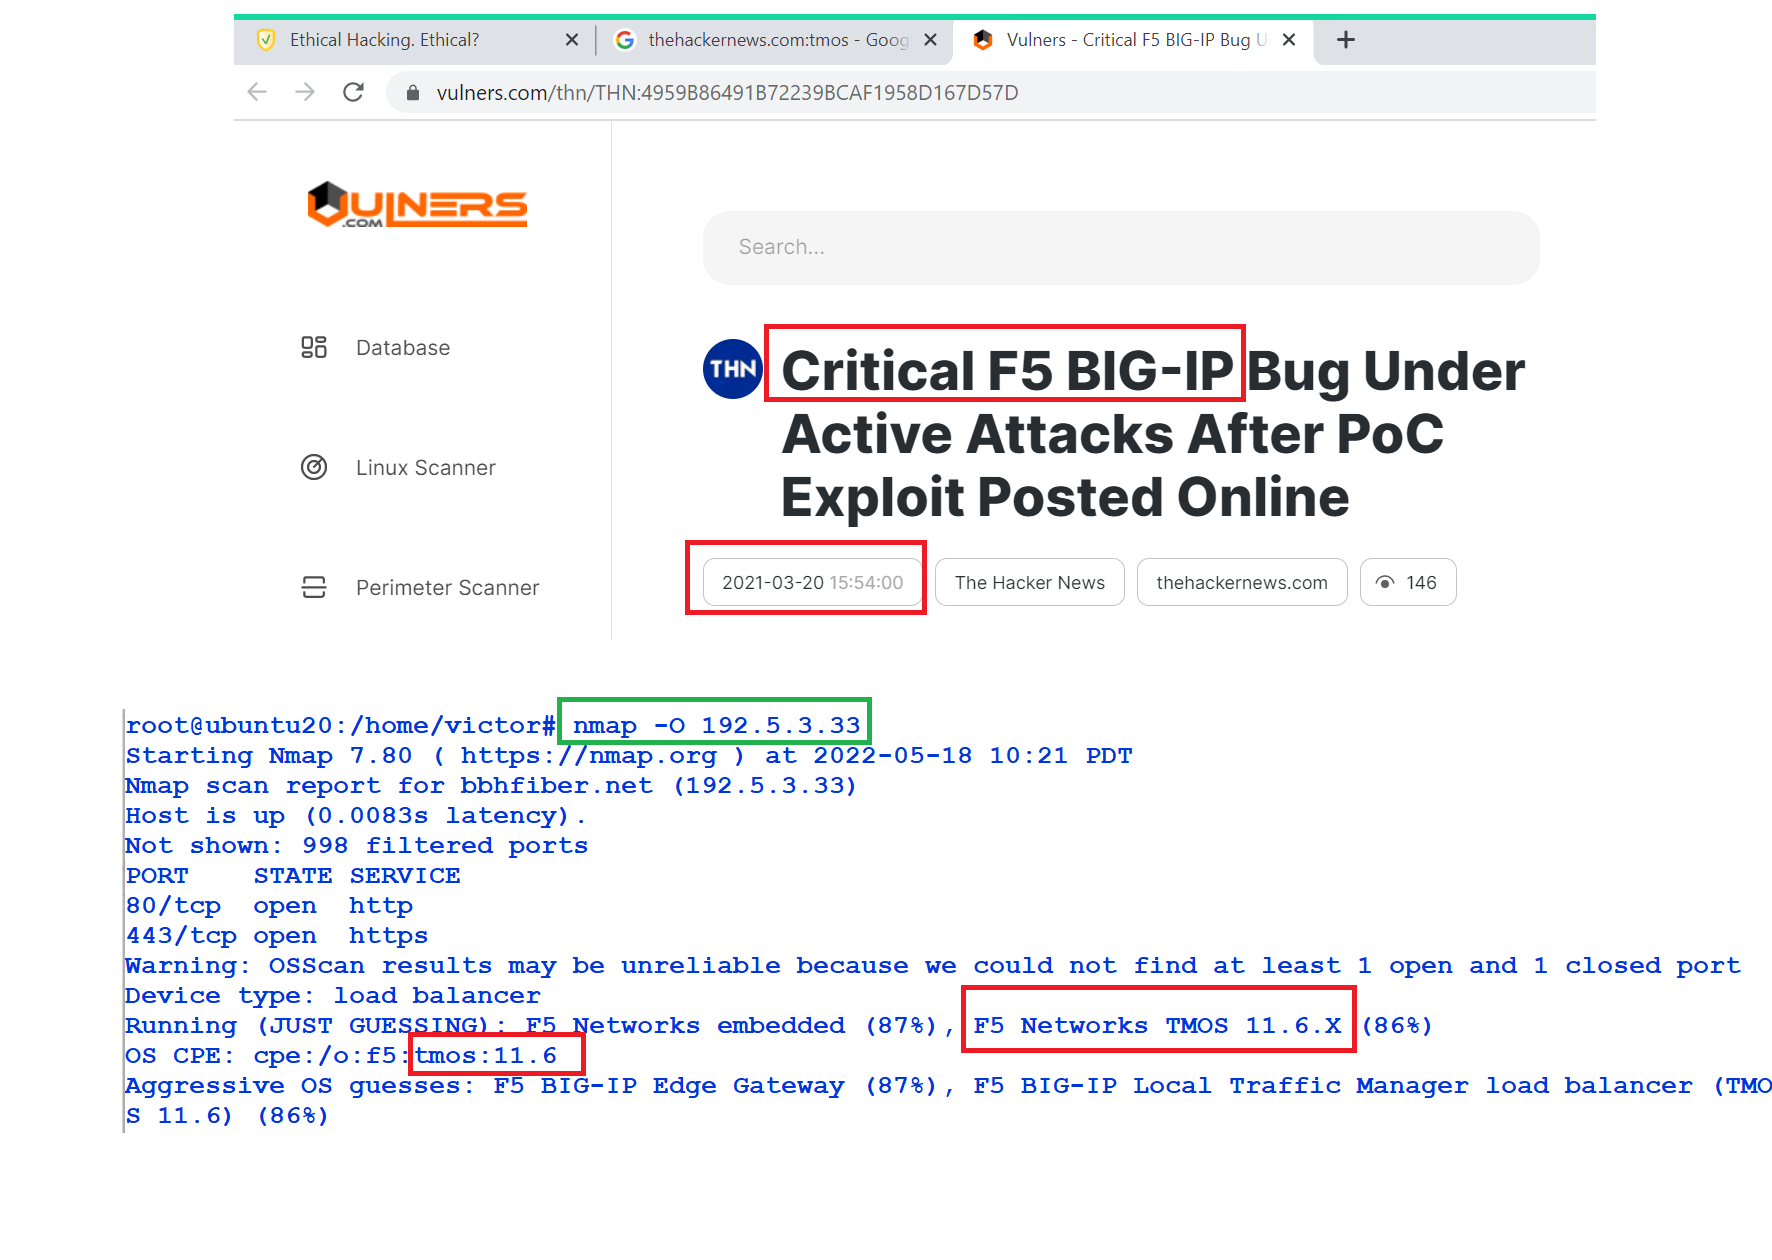 Ethical Hacking. Ethical?
thehackernews.com:tmos - Goog
Vulners - Critical F5 BIG-IP Bug U
vulners.com/thn/THN:4959B86491B72239BCAF1958D167D57D
VULNERS
.COM
Search...
Database
Linux Scanner
Perimeter Scanner
THN
Critical F5 BIG-IP Bug Under
Active Attacks After PoC
Exploit Posted Online
2021-03-20 15:54:00
The Hacker News
thehackernews.com
146
root@ubuntu20:/home/victor# nmap -O 192.5.3.33
Starting Nmap 7.80 ( https://nmap.org ) at 2022-05-18 10:21 PDT
Nmap scan report for bbhfiber.net (192.5.3.33)
Host is up (0.0083s latency).
Not shown: 998 filtered ports
PORT    STATE SERVICE
80/tcp  open  http
443/tcp open  https
Warning: OSScan results may be unreliable because we could not find at least 1 open and 1 closed port
Device type: load balancer
Running (JUST GUESSING): F5 Networks embedded (87%), F5 Networks TMOS 11.6.X (86%)
OS CPE: cpe:/o:f5:tmos:11.6
Aggressive OS guesses: F5 BIG-IP Edge Gateway (87%), F5 BIG-IP Local Traffic Manager load balancer (TMO
S 11.6) (86%)